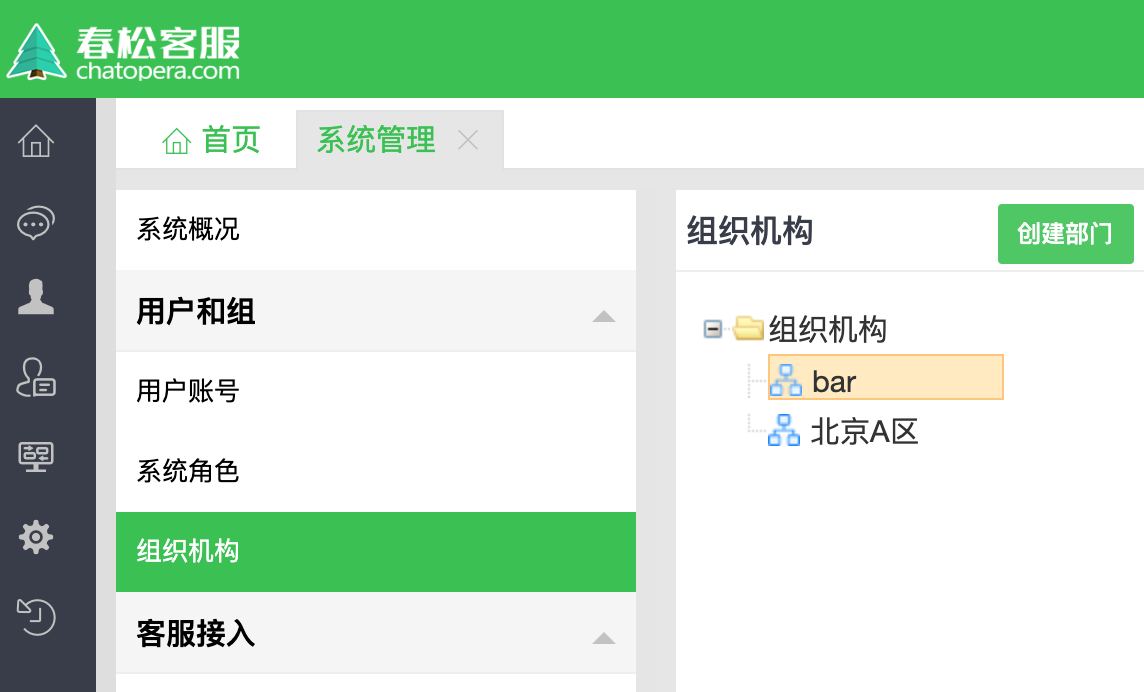 春松客服
chatopera.com
首页
系统管理
系统概况
用户和组
用户账号
系统角色
组织机构
客服接入
组织机构
创建部门
组织机构
bar
北京A区